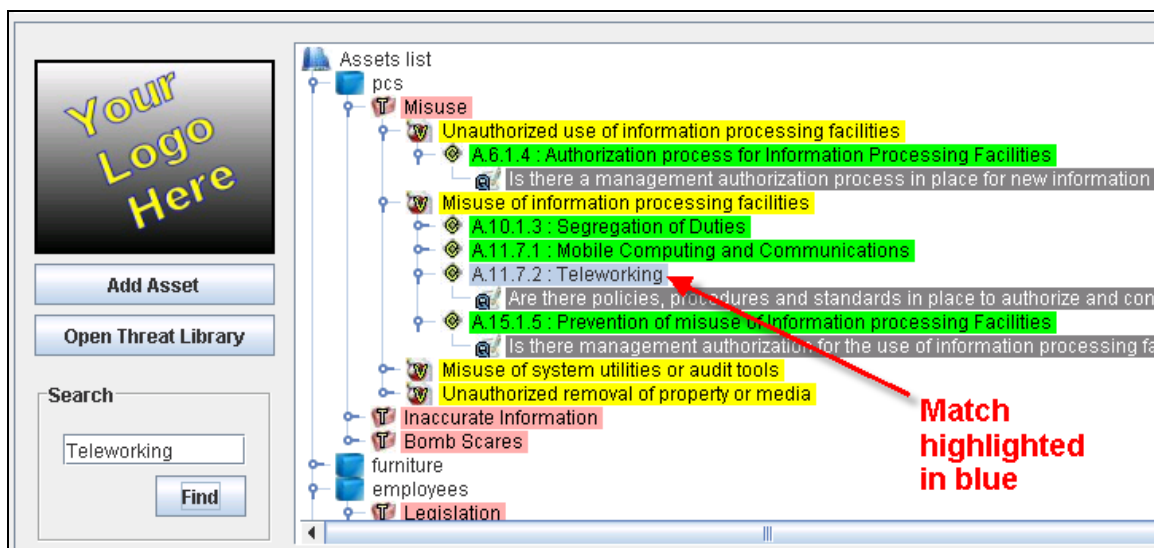 Your
Logo
Here
Add Asset
Open Threat Library
Search
Teleworking
Find
Assets list
pcs
Misuse
Unauthorized use of information processing facilities
A.6.1.4 : Authorization process for Information Processing Facilities
Is there a management authorization process in place for new information
Misuse of information processing facilities
A.10.1.3 : Segregation of Duties
A.11.7.1 : Mobile Computing and Communications
A.11.7.2 : Teleworking
Are there policies, procedures and standards in place to authorize and con
A.15.1.5 : Prevention of misuse of Information processing Facilities
Is there management authorization for the use of information processing fa
Misuse of system utilities or audit tools
Unauthorized removal of property or media
Inaccurate Information
Bomb Scares
furniture
employees
Legislation
Match
highlighted
in blue